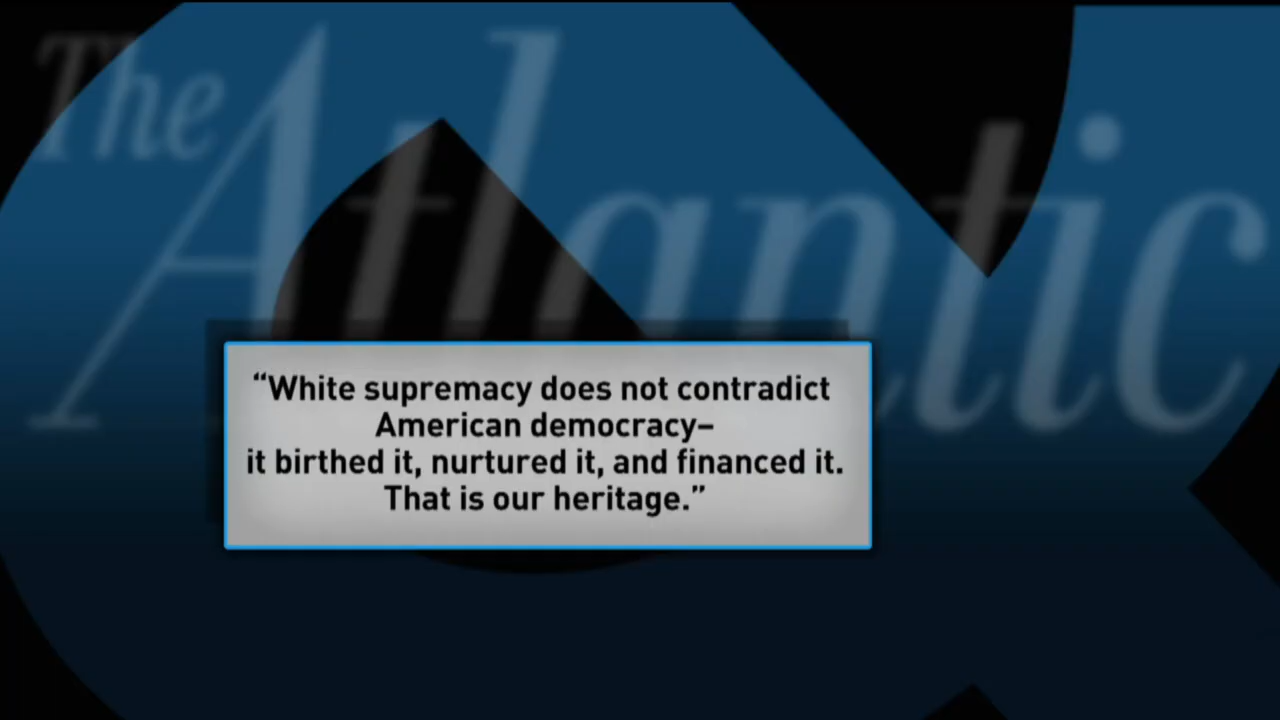 The
Atlantic
“White supremacy does not contradict
American democracy–
it birthed it, nurtured it, and financed it.
That is our heritage.”